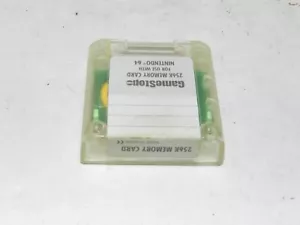 256K MEMORY CARD
GameStop
256K MEMORY CARD
FOR USE WITH
NINTENDO® 64